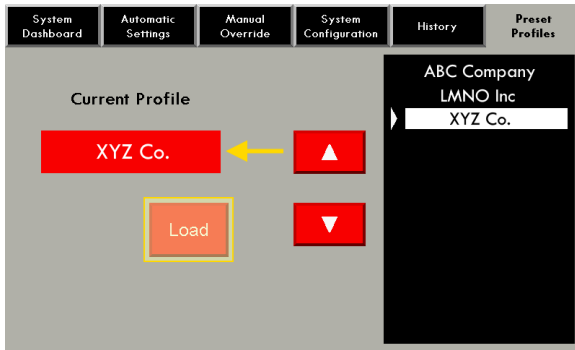 System
Dashboard
Automatic
Settings
Manual
Override
System
Configuration
History
Preset
Profiles
Current Profile
XYZ Co.
Load
ABC Company
LMNO Inc
XYZ Co.